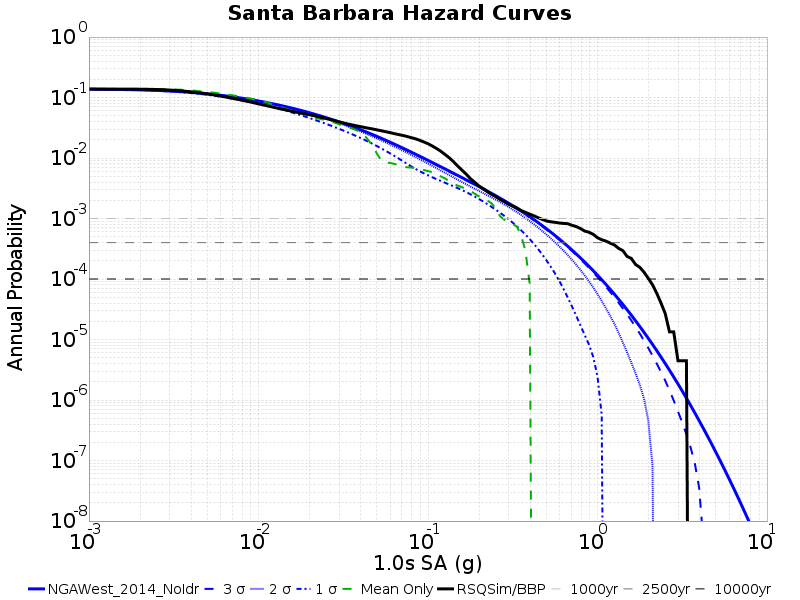 Santa Barbara Hazard Curves
10^0
10^-1
10^-2
10^-3
10^-4
10^-5
10^-6
10^-7
10^-8
Annual Probability
10^-3 10^-2 10^-1 10^0 10^1
1.0s SA (g)
NGAWest_2014_NoIdr 3 σ 2 σ 1 σ Mean Only RSQSim/BBP 1000yr 2500yr 10000yr